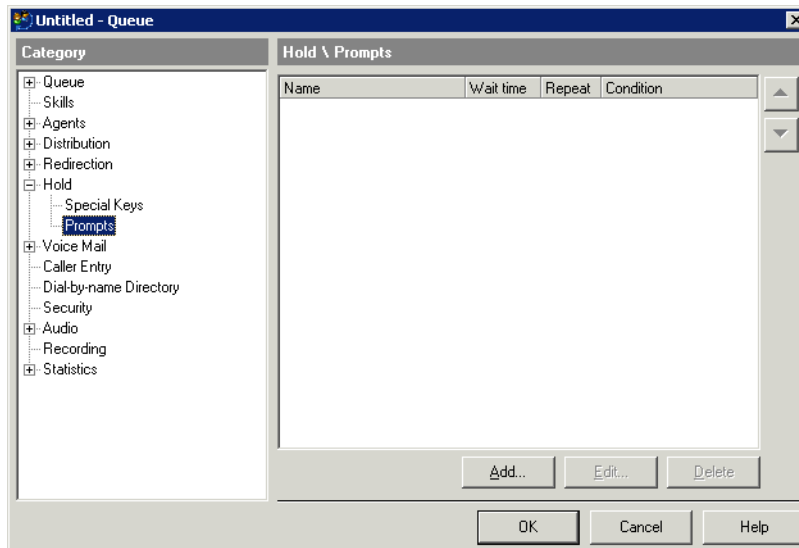 Untitled - Queue
Category
Hold \ Prompts
Queue
Skills
Agents
Distribution
Redirection
Hold
Special Keys
Prompts
Voice Mail
Caller Entry
Dial-by-name Directory
Security
Audio
Recording
Statistics
Name Wait time Repeat Condition
Add... Edit... Delete
OK Cancel Help